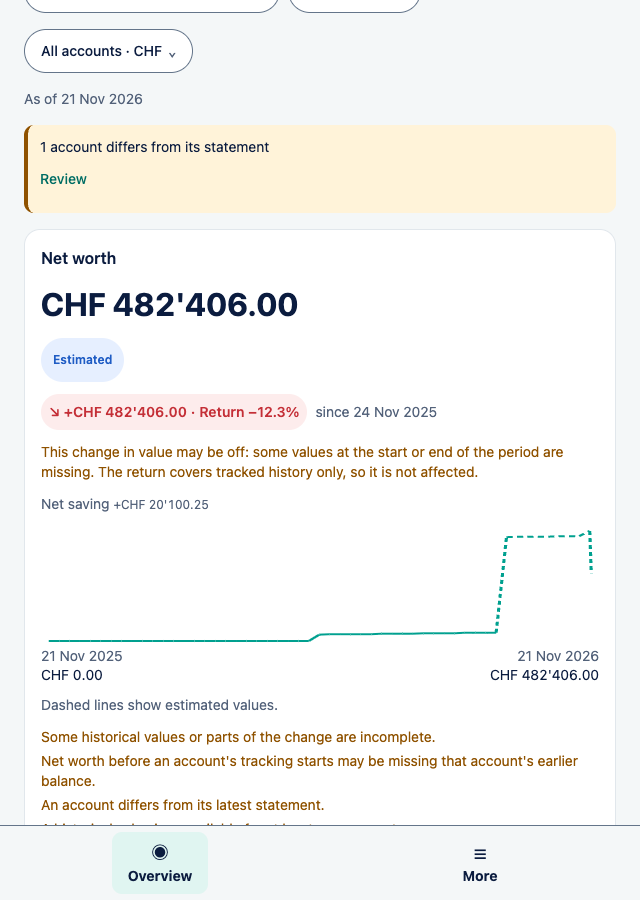 All accounts · CHF
As of 21 Nov 2026
1 account differs from its statement
Review
Net worth
CHF 482'406.00
Estimated
↘ +CHF 482'406.00 · Return −12.3% since 24 Nov 2025
This change in value may be off: some values at the start or end of the period are
missing. The return covers tracked history only, so it is not affected.
Net saving +CHF 20'100.25
21 Nov 2025 21 Nov 2026
CHF 0.00 CHF 482'406.00
Dashed lines show estimated values.
Some historical values or parts of the change are incomplete.
Net worth before an account's tracking starts may be missing that account's earlier
balance.
An account differs from its latest statement.
Overview More